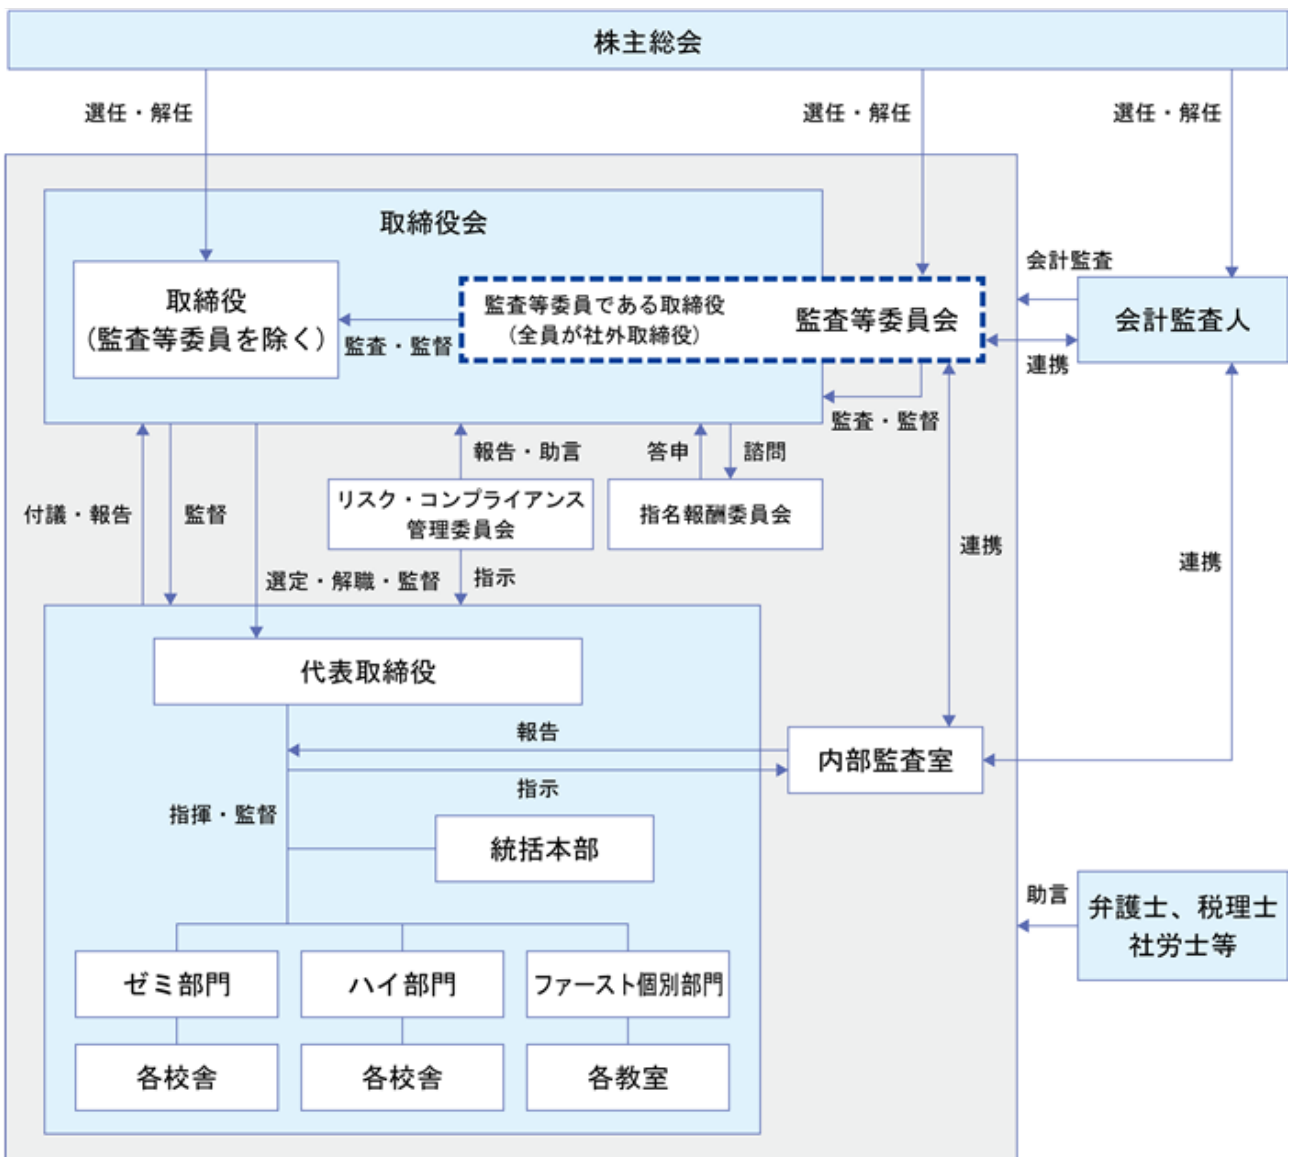 株主総会
選任・解任
選任・解任
選任・解任
取締役会
取締役
(監査等委員を除く)
監査・監督
監査等委員である取締役
(全員が社外取締役)
監査等委員会
会計監査
会計監査人
連携
監査・監督
付議・報告
監督
選定・解職・監督
報告・助言
リスク・コンプライアンス
管理委員会
指示
答申
諮問
指名報酬委員会
連携
連携
代表取締役
報告
指示
内部監査室
指揮・監督
統括本部
助言
弁護士、税理士
社労士等
ゼミ部門
ハイ部門
ファースト個別部門
各校舎
各校舎
各教室